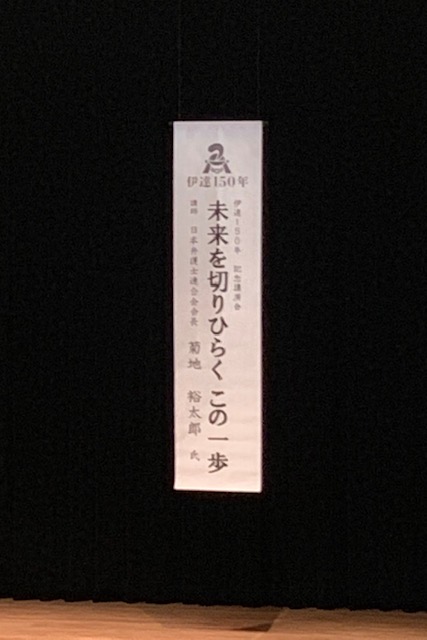 伊達150年
伊達150年 記念講演会
未来を切りひらく この一歩
講師 日本弁護士連合会会長 菊地 裕太郎 氏